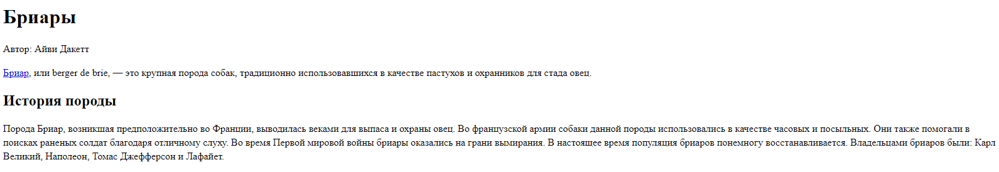 Бриары
Автор: Айви Дакетт
Бриар, или berger de brie, — это крупная порода собак, традиционно использовавшихся в качестве пастухов и охранников для стада овец.
История породы
Порода Бриар, возникшая предположительно во Франции, выводилась веками для выпаса и охраны овец. Во французской армии собаки данной породы использовались в качестве часовых и посыльных. Они также помогали в
поисках раненых солдат благодаря отличному слуху. Во время Первой мировой войны бриары оказались на грани вымирания. В настоящее время популяция бриаров понемногу восстанавливается. Владельцами бриаров были: Карл
Великий, Наполеон, Томас Джефферсон и Лафайет.